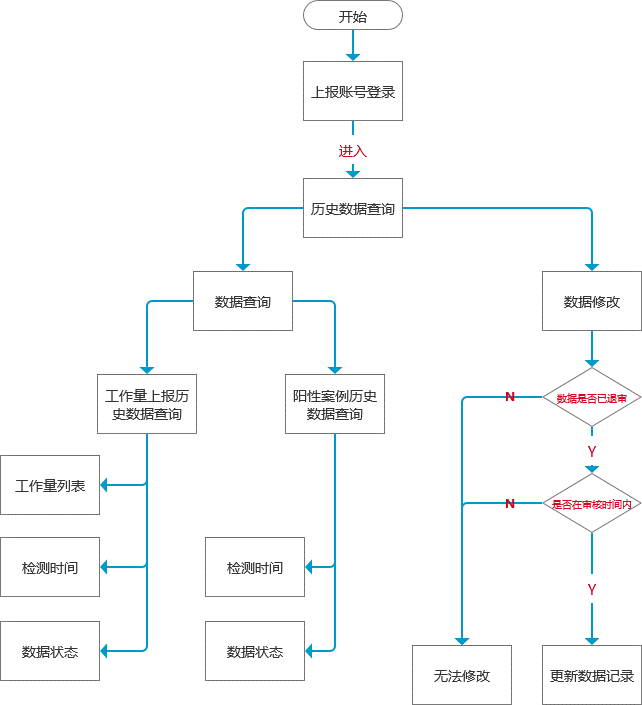 开始
上报账号登录
进入
历史数据查询
数据查询
数据修改
工作量上报历
史数据查询
阳性案例历史
数据查询
N
数据是否已退审
Y
工作量列表
N
是否在审核时间内
检测时间
检测时间
Y
数据状态
数据状态
无法修改
更新数据记录